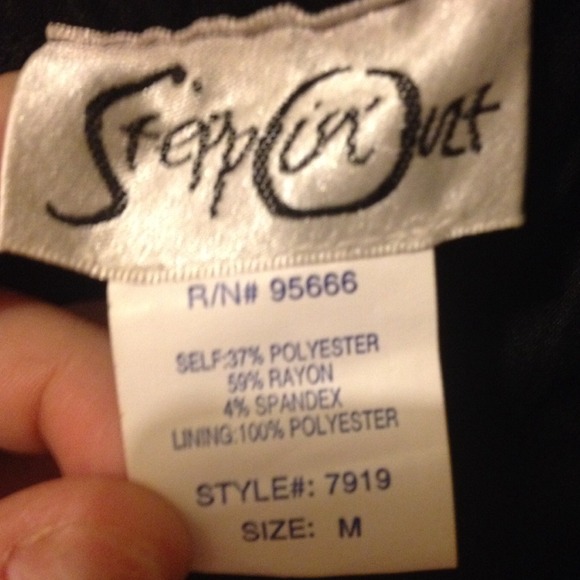 Steppin' Out
R/N# 95666
SELF:37% POLYESTER
59% RAYON
4% SPANDEX
LINING:100% POLYESTER
STYLE#: 7919
SIZE: M